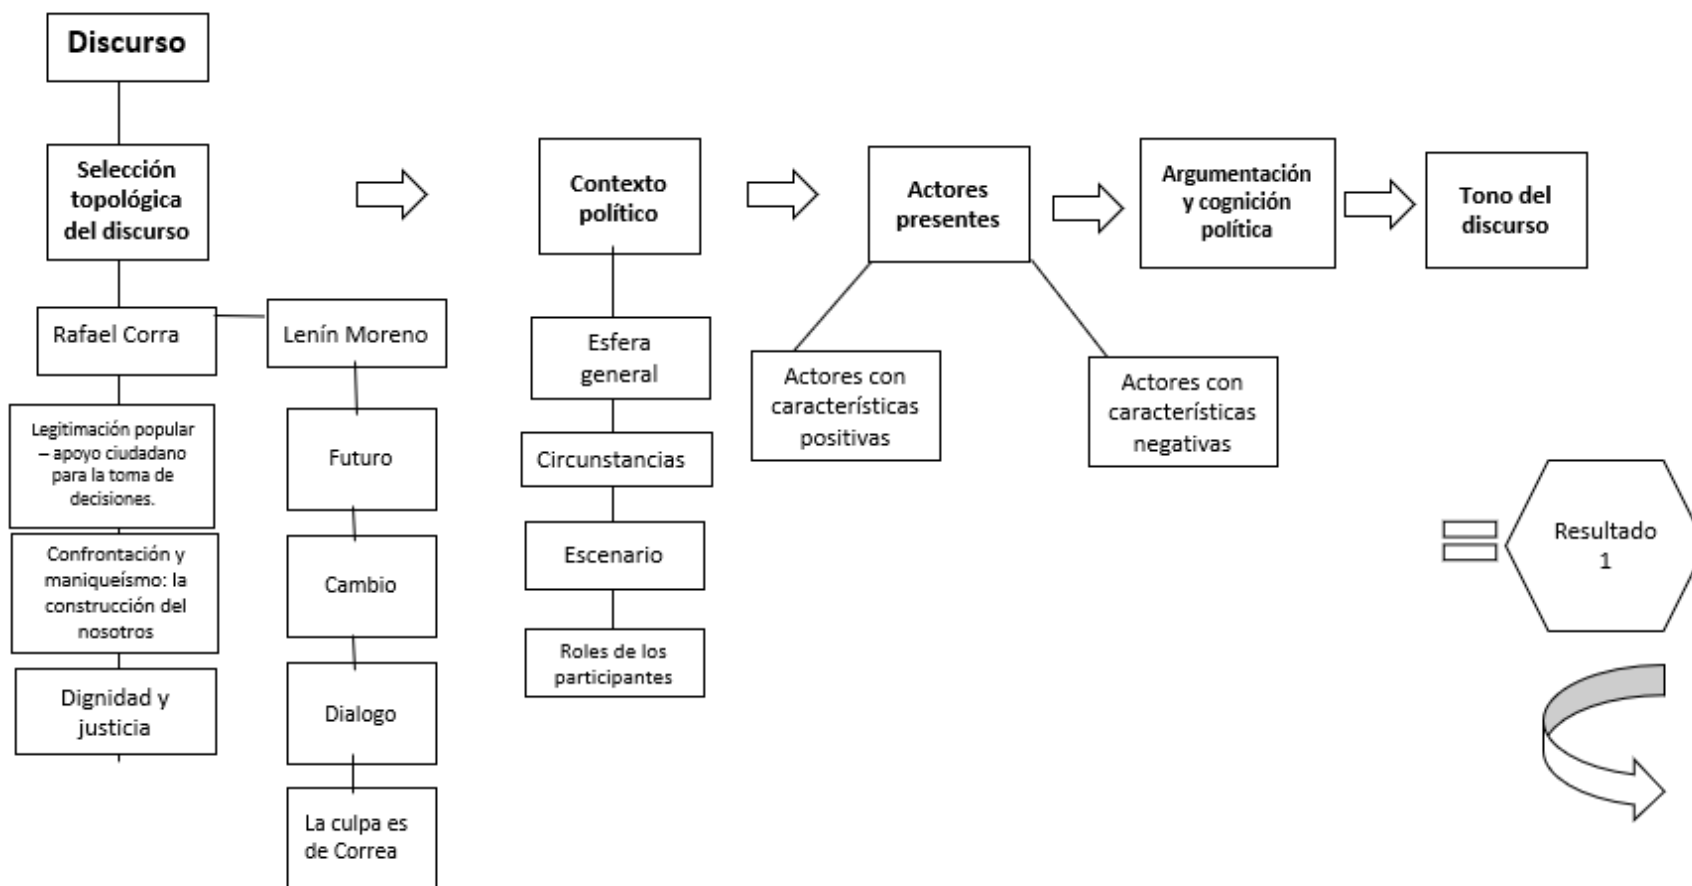 Discurso
Selección
topológica
del discurso
Rafael Corra
Legitimación popular
– apoyo ciudadano
para la toma de
decisiones.
Confrontación y
maniqueísmo: la
construcción del
nosotros
Dignidad y
justicia
Lenín Moreno
Futuro
Cambio
Dialogo
La culpa es
de Correa
Contexto
político
Esfera
general
Circunstancias
Escenario
Roles de los
participantes
Actores
presentes
Actores con
características
positivas
Actores con
características
negativas
Argumentación
y cognición
política
Tono del
discurso
Resultado
1